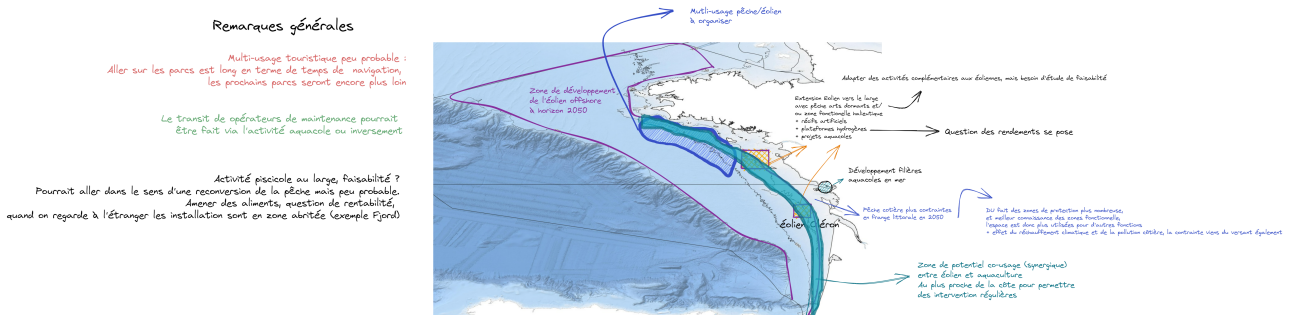 Remarques générales
Multi-usage touristique peu probable :
Aller sur les parcs est long en terme de temps de navigation,
les prochains parcs seront encore plus loin
Le transit de opérateurs de maintenance pourrait
être fait via l'activité aquacole ou inversement
Activité piscicole au large, faisabilité ?
Pourrait aller dans le sens d'une reconversion de la pêche mais peu probable.
Amener des aliments, question de rentabilité,
quand on regarde à l'étranger les installation sont en zone abritée (exemple Fjord)
Mutli-usage pêche/éolien
à organiser
Zone de développement
de l'éolien offshore
à horizon 2050
Adapter des activités complémentaires aux éoliennes, mais besoin d'étude de faisabilité
Extension Eolien vers le large
avec pêche arts dormants et/
ou zone fonctionelle halieutique
+ récifs artificiels
+ plateformes hydrogènes
+ projets aquacoles
Question des rendements se pose
Développement filières
aquacoles en mer
Pêche cotière plus contraintes
en frange littorale en 2050
DU fait des zones de protection plus nombreuse,
et meilleur connaissance des zones fonctionnelle,
l'espace est donc plus utilisées pour d'autres fonctions
+ effet du réchauffement climatique et de la pollution côtière, la contrainte viens du versant également
éolien
éron
Zone de potentiel co-usage (synergique)
entre éolien et aquaculture
Au plus proche de la côte pour permettre
des intervention régulières